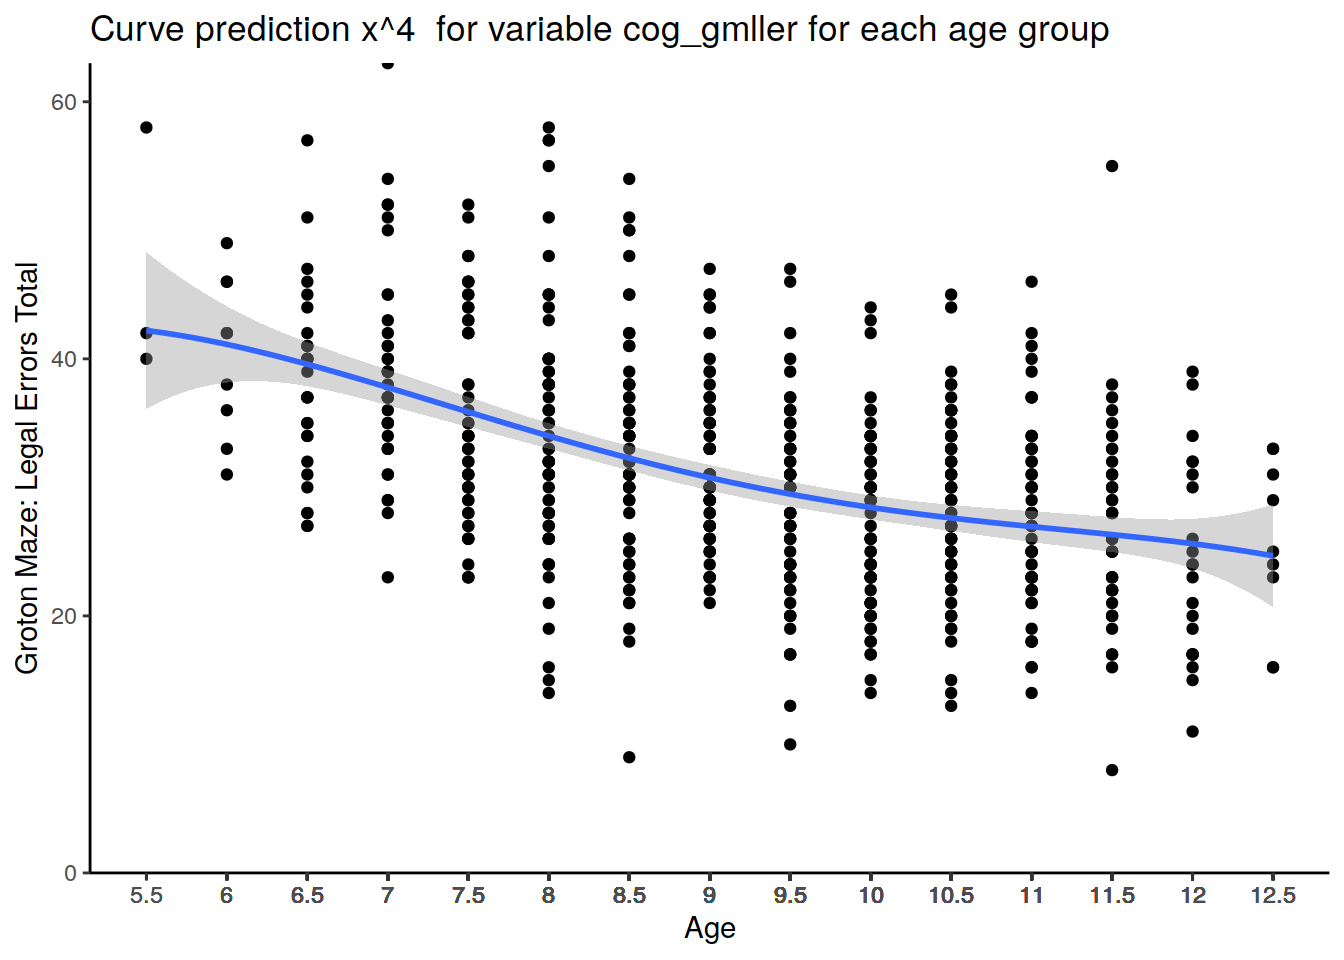 Curve prediction x^4  for variable cog_gmller for each age group
60
40
20
0
Groton Maze: Legal Errors Total
5.5 6 6.5 7 7.5 8 8.5 9 9.5 10 10.5 11 11.5 12 12.5
Age